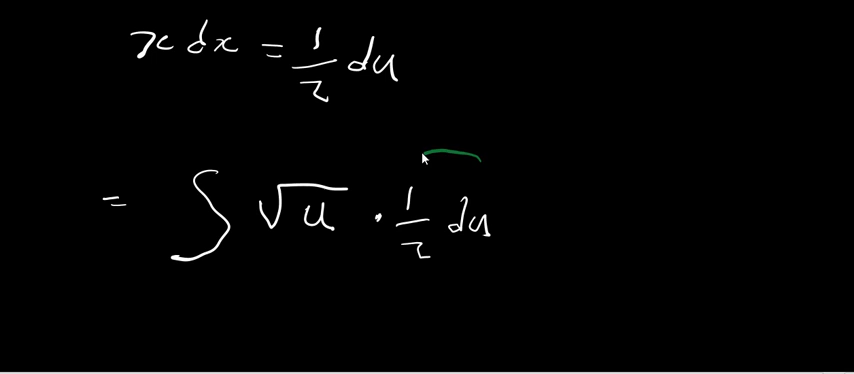 x dx = 1/2 du
= ∫ √u · 1/2 du